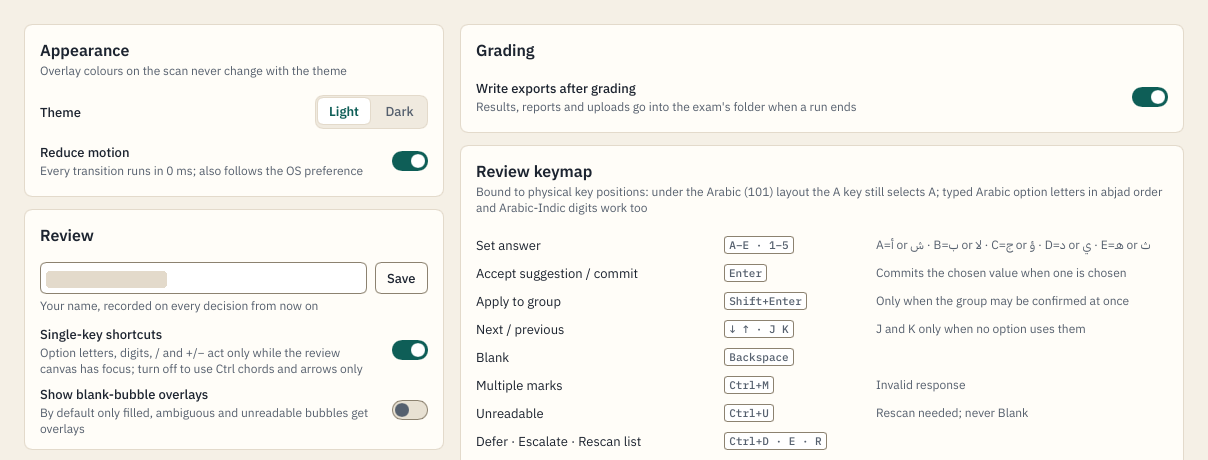 Appearance
Overlay colours on the scan never change with the theme
Theme
Light
Dark
Reduce motion
Every transition runs in 0 ms; also follows the OS preference
Review
Save
Your name, recorded on every decision from now on
Single-key shortcuts
Option letters, digits, / and +/− act only while the review
canvas has focus; turn off to use Ctrl chords and arrows only
Show blank-bubble overlays
By default only filled, ambiguous and unreadable bubbles get
overlays
Grading
Write exports after grading
Results, reports and uploads go into the exam's folder when a run ends
Review keymap
Bound to physical key positions: under the Arabic (101) layout the A key still selects A; typed Arabic option letters in abjad order
and Arabic-Indic digits work too
Set answer
A–E · 1–5
A=أ or ش · B=ب or لا · C=ج or ؤ · D=د or ي · E=ه or ث
Accept suggestion / commit
Enter
Commits the chosen value when one is chosen
Apply to group
Shift+Enter
Only when the group may be confirmed at once
Next / previous
↓ ↑ · J K
J and K only when no option uses them
Blank
Backspace
Multiple marks
Ctrl+M
Invalid response
Unreadable
Ctrl+U
Rescan needed; never Blank
Defer · Escalate · Rescan list
Ctrl+D · E · R